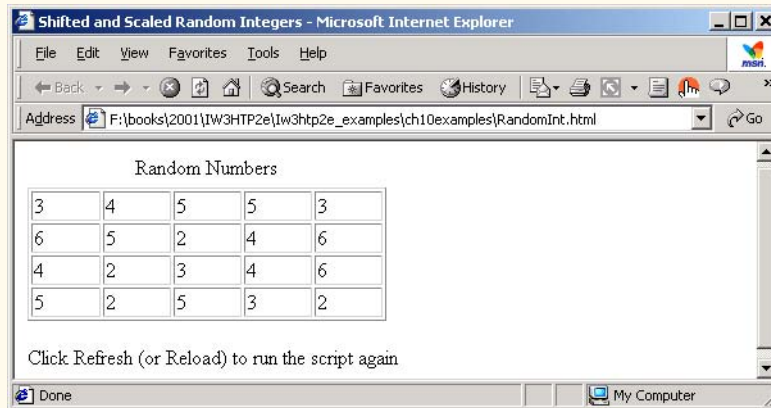 Shifted and Scaled Random Integers - Microsoft Internet Explorer
File Edit View Favorites Tools Help
msn.
Back Search Favorites History
Address F:\books\2001\IW3HTP2e\Iw3htp2e_examples\ch10examples\RandomInt.html Go
Random Numbers
3 4 5 5 3
6 5 2 4 6
4 2 3 4 6
5 2 5 3 2
Click Refresh (or Reload) to run the script again
Done My Computer